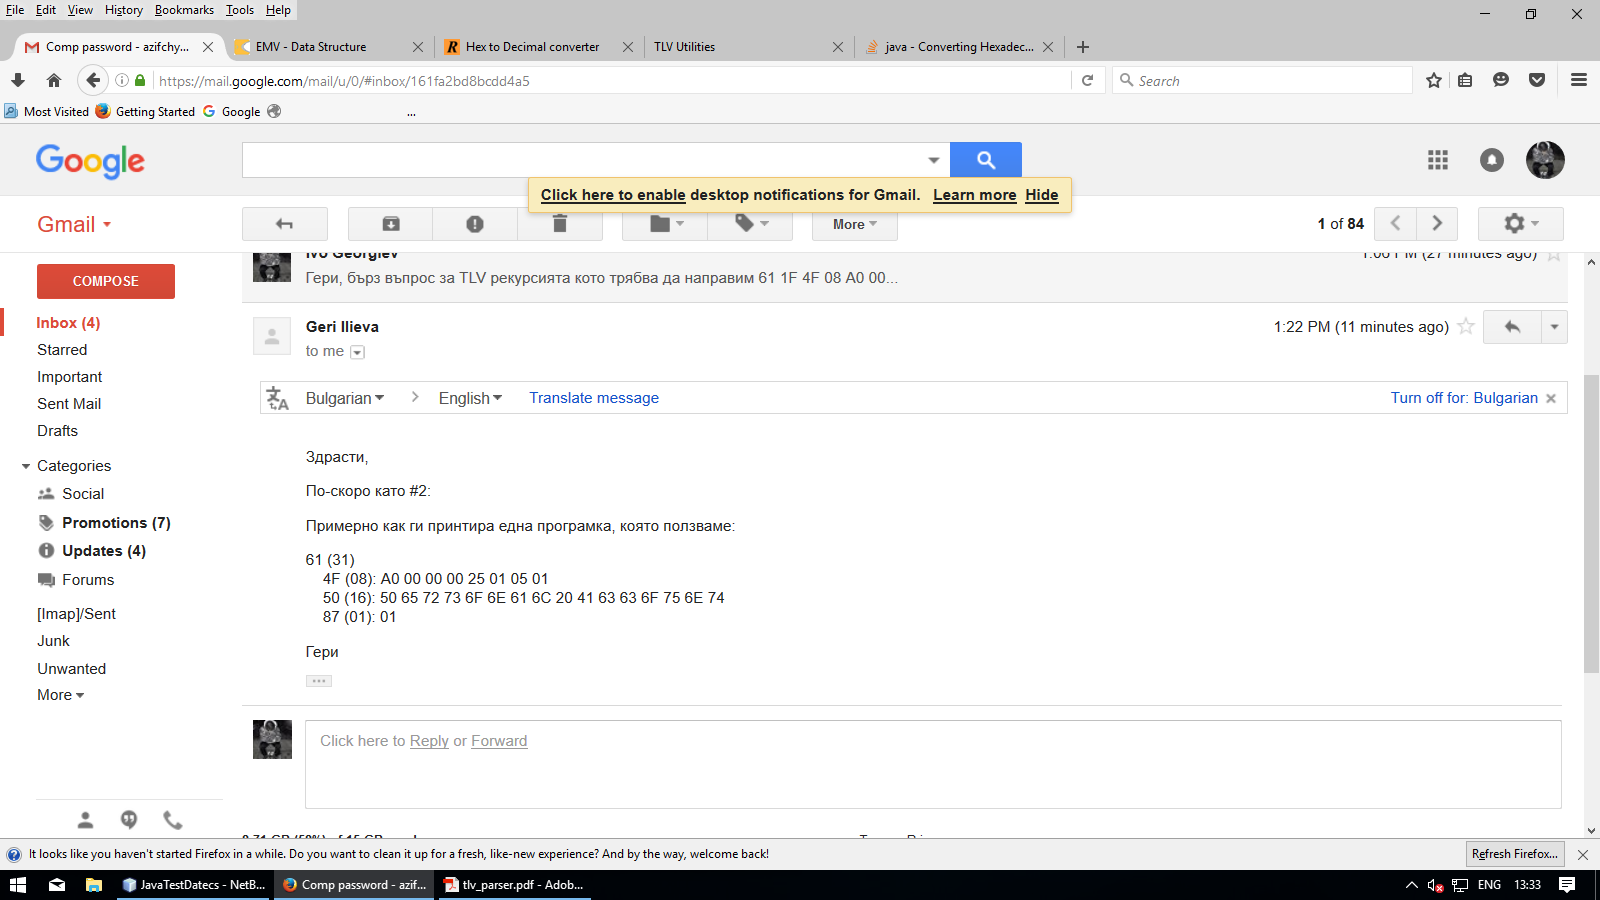 File Edit View History Bookmarks Tools Help
Comp password - azifchy...
EMV - Data Structure
Hex to Decimal converter
TLV Utilities
java - Converting Hexadec...
https://mail.google.com/mail/u/0/#inbox/161fa2bd8bcdd4a5
Search
Most Visited Getting Started Google ...
Google
Click here to enable desktop notifications for Gmail. Learn more Hide
Gmail
More
1 of 84
COMPOSE
Inbox (4)
Starred
Important
Sent Mail
Drafts
Categories
Social
Promotions (7)
Updates (4)
Forums
[Imap]/Sent
Junk
Unwanted
More
Ivo Georgiev 1:06 PM (27 minutes ago)
Гери, бърз въпрос за TLV рекурсията кото трябва да направим 61 1F 4F 08 A0 00...
Geri Ilieva 1:22 PM (11 minutes ago)
to me
Bulgarian English Translate message Turn off for: Bulgarian
Здрасти,
По-скоро като #2:
Примерно как ги принтира една програмка, която ползваме:
61 (31)
4F (08): A0 00 00 00 25 01 05 01
50 (16): 50 65 72 73 6F 6E 61 6C 20 41 63 63 6F 75 6E 74
87 (01): 01
Гери
Click here to Reply or Forward
It looks like you haven't started Firefox in a while. Do you want to clean it up for a fresh, like-new experience? And by the way, welcome back!
Refresh Firefox...
JavaTestDatecs - NetB...
Comp password - azif...
tlv_parser.pdf - Adob...
ENG 13:33